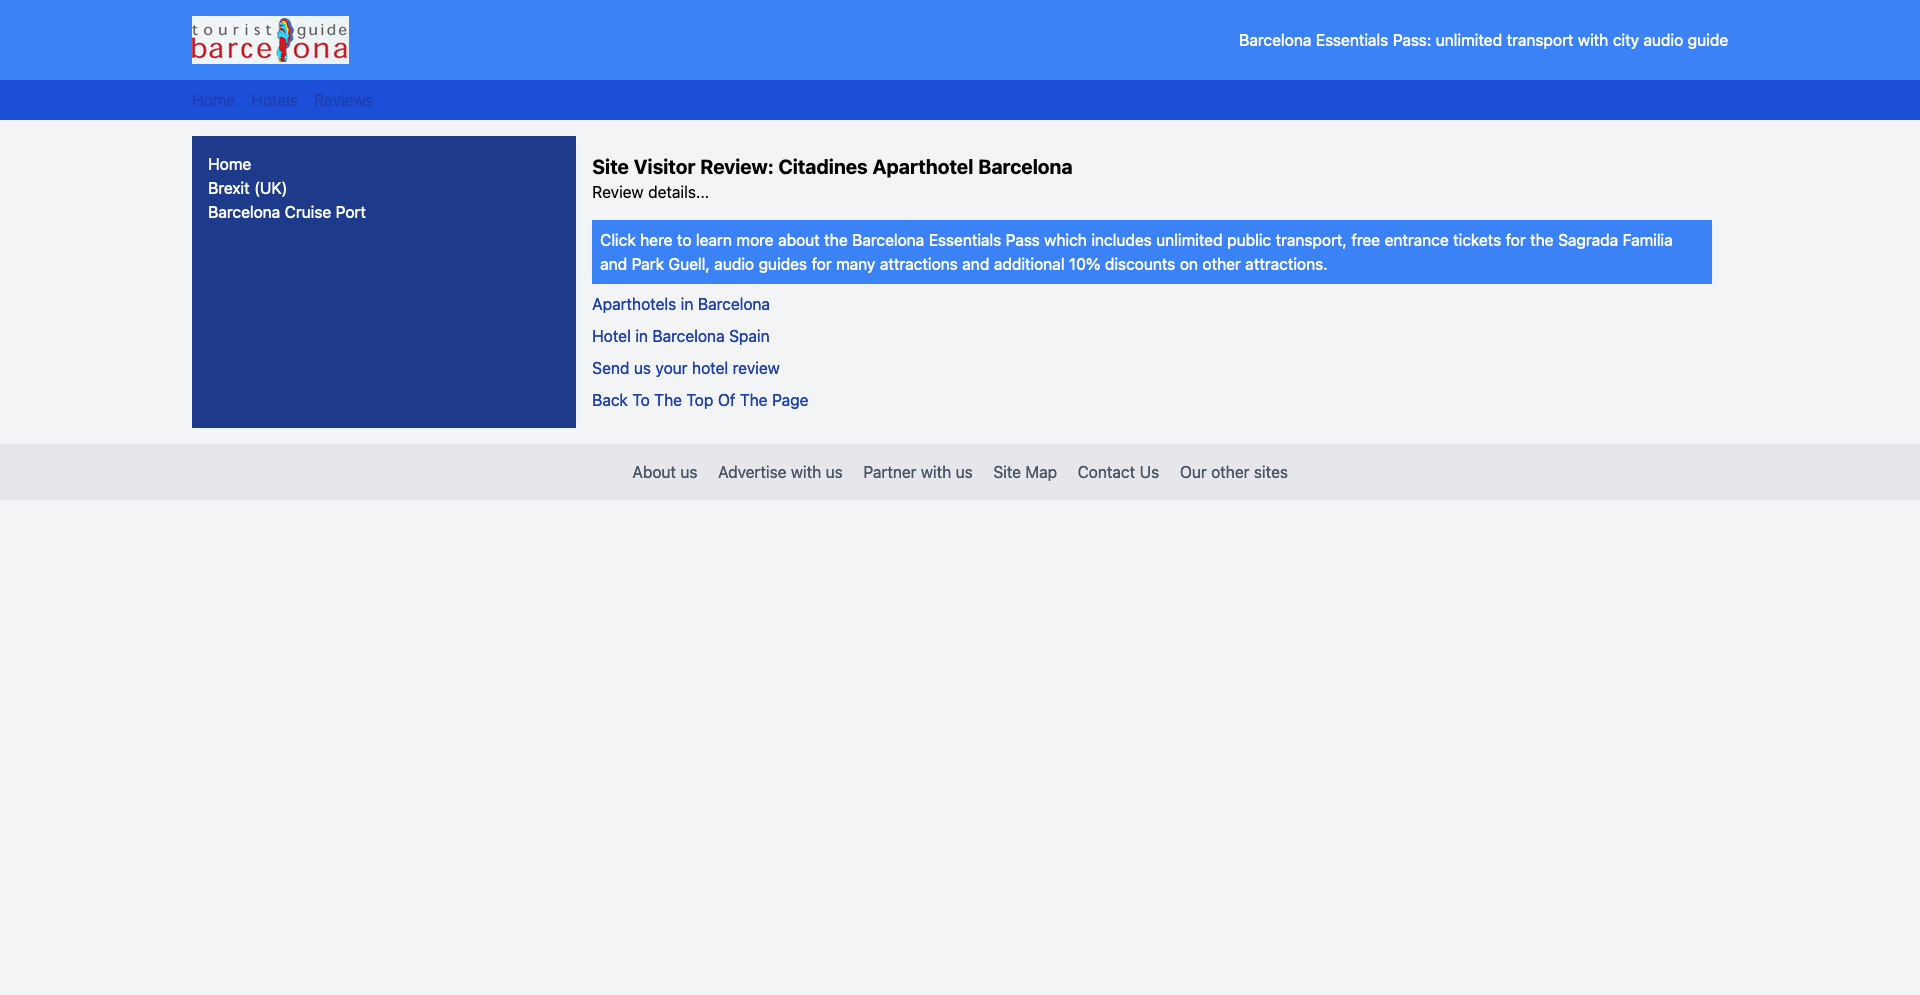 tourist guide
barcelona
Barcelona Essentials Pass: unlimited transport with city audio guide
Home Hotels Reviews
Home
Brexit (UK)
Barcelona Cruise Port
Site Visitor Review: Citadines Aparthotel Barcelona
Review details...
Click here to learn more about the Barcelona Essentials Pass which includes unlimited public transport, free entrance tickets for the Sagrada Familia
and Park Guell, audio guides for many attractions and additional 10% discounts on other attractions.
Aparthotels in Barcelona
Hotel in Barcelona Spain
Send us your hotel review
Back To The Top Of The Page
About us Advertise with us Partner with us Site Map Contact Us Our other sites